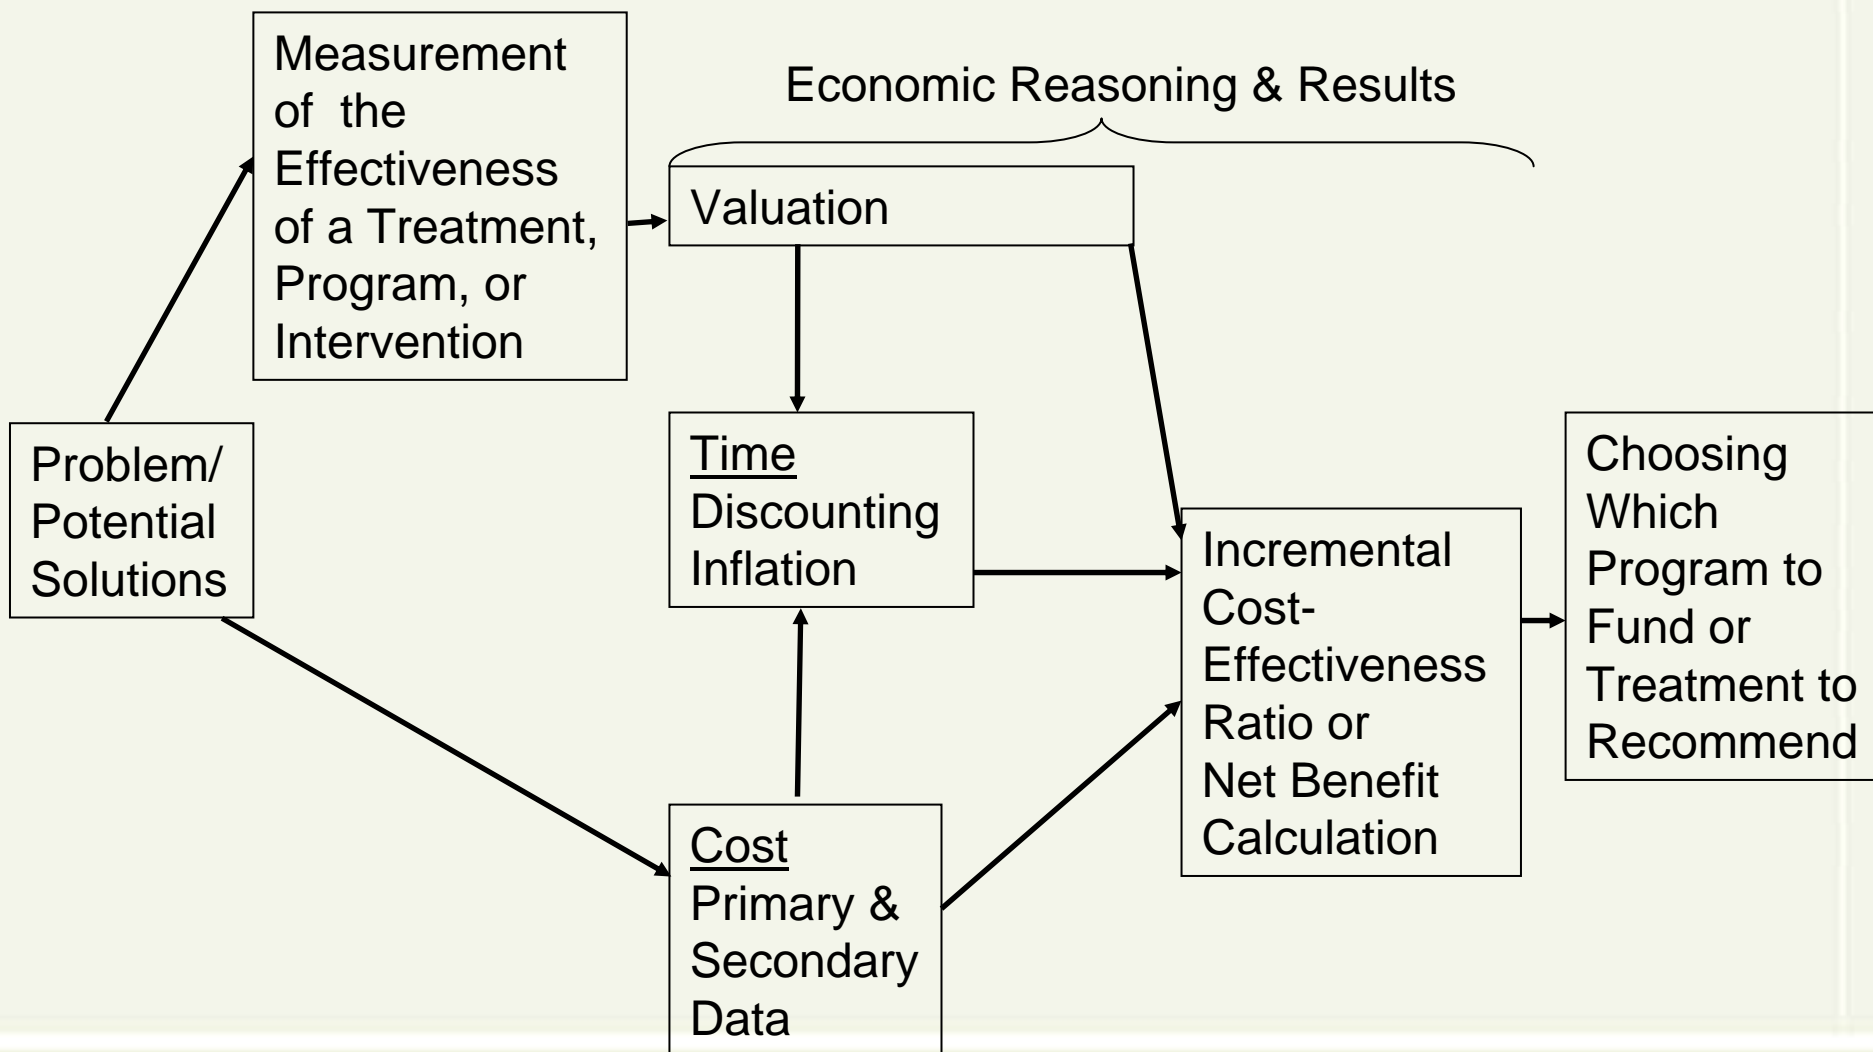 Measurement
of the
Effectiveness
of a Treatment,
Program, or
Intervention
Economic Reasoning & Results
Valuation
Problem/
Potential
Solutions
Time
Discounting
Inflation
Cost
Primary &
Secondary
Data
Incremental
Cost-
Effectiveness
Ratio or
Net Benefit
Calculation
Choosing
Which
Program to
Fund or
Treatment to
Recommend